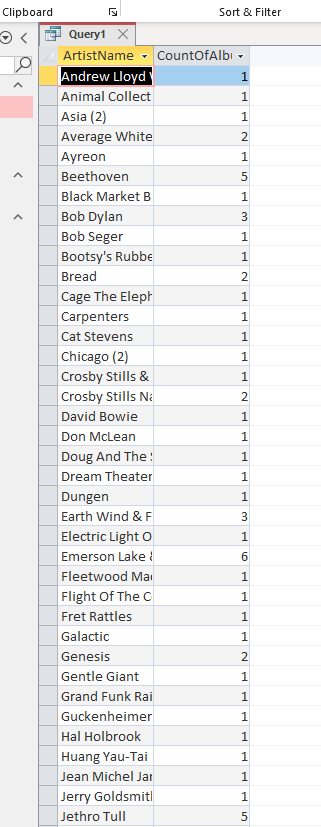 Clipboard Sort & Filter
Query1
ArtistName CountOfAlbu
Andrew Lloyd 1
Animal Collect 1
Asia (2) 1
Average White 2
Ayreon 1
Beethoven 5
Black Market B 1
Bob Dylan 3
Bob Seger 1
Bootsy's Rubbe 1
Bread 2
Cage The Eleph 1
Carpenters 1
Cat Stevens 1
Chicago (2) 1
Crosby Stills & 1
Crosby Stills Na 2
David Bowie 1
Don McLean 1
Doug And The S 1
Dream Theater 1
Dungen 1
Earth Wind & F 3
Electric Light O 1
Emerson Lake & 6
Fleetwood Mac 1
Flight Of The C 1
Fret Rattles 1
Galactic 1
Genesis 2
Gentle Giant 1
Grand Funk Rai 1
Guckenheimer 1
Hal Holbrook 1
Huang Yau-Tai 1
Jean Michel Jar 1
Jerry Goldsmith 1
Jethro Tull 5